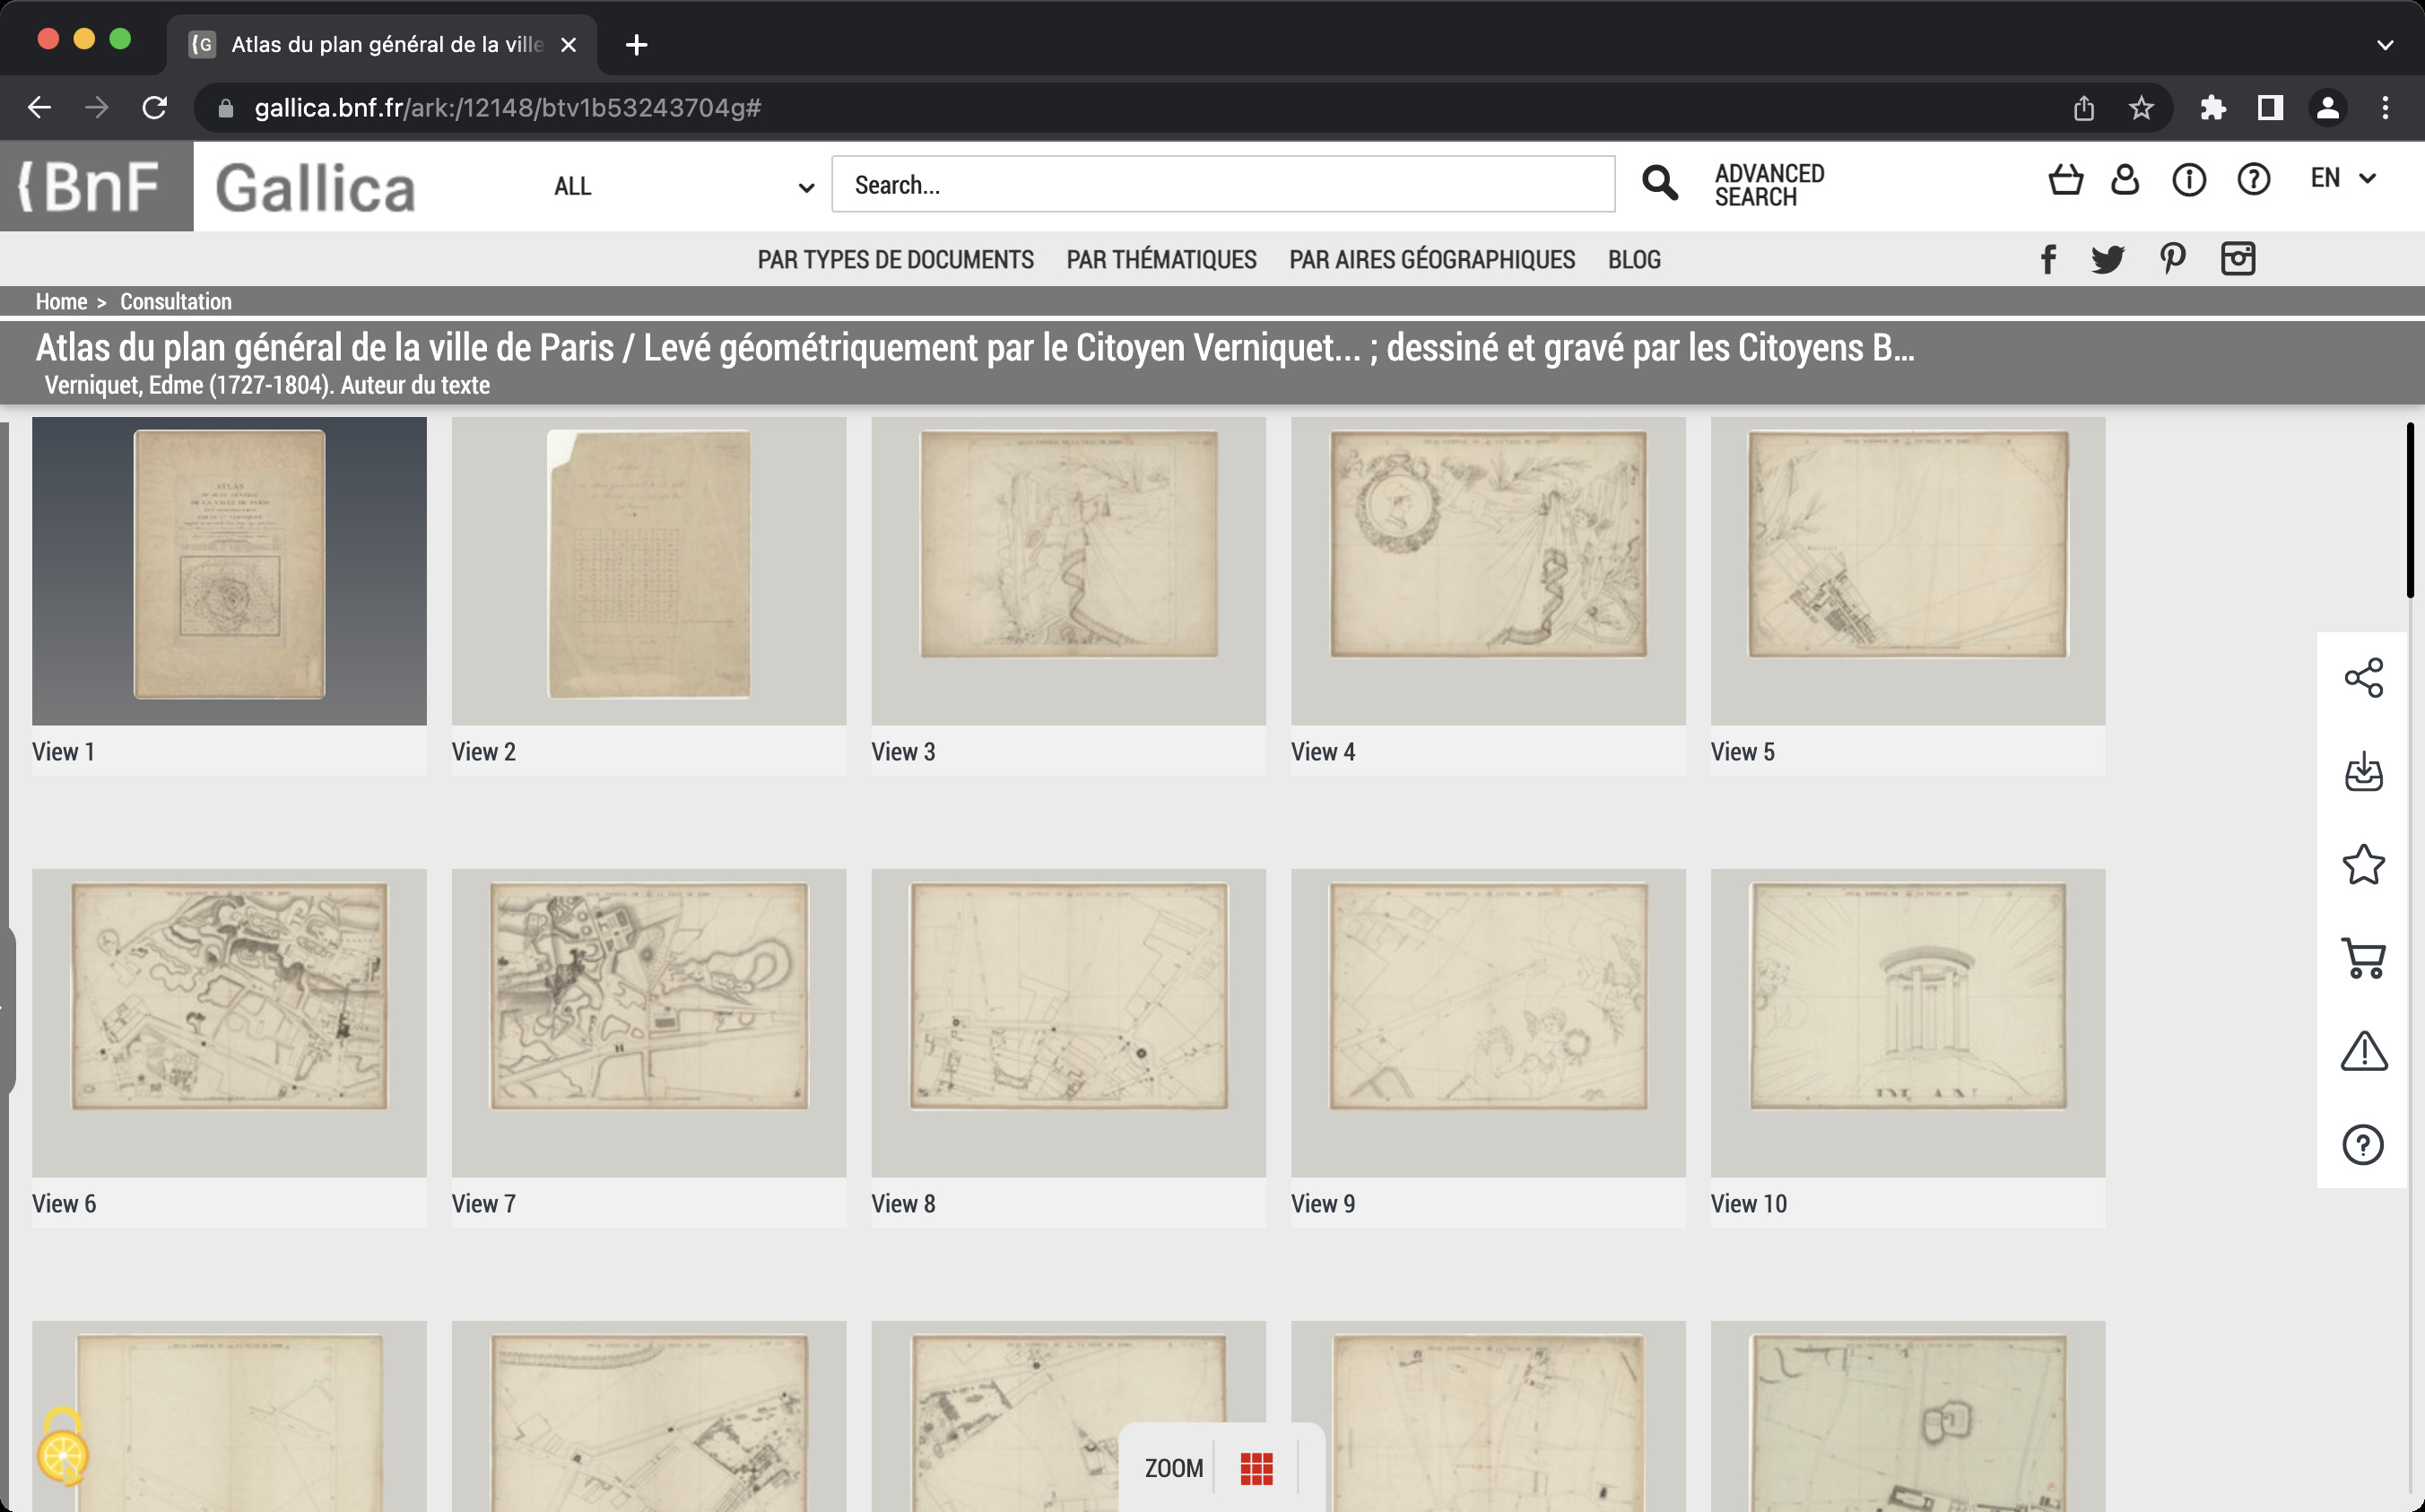 Atlas du plan général de la ville
gallica.bnf.fr/ark:/12148/btv1b53243704g#
BnF Gallica
ALL
Search...
ADVANCED
SEARCH
EN
PAR TYPES DE DOCUMENTS PAR THÉMATIQUES PAR AIRES GÉOGRAPHIQUES BLOG
Home > Consultation
Atlas du plan général de la ville de Paris / Levé géométriquement par le Citoyen Verniquet... ; dessiné et gravé par les Citoyens B...
Verniquet, Edme (1727-1804). Auteur du texte
ATLAS
View 1
View 2
View 3
View 4
View 5
PLAN
View 6
View 7
View 8
View 9
View 10
ZOOM